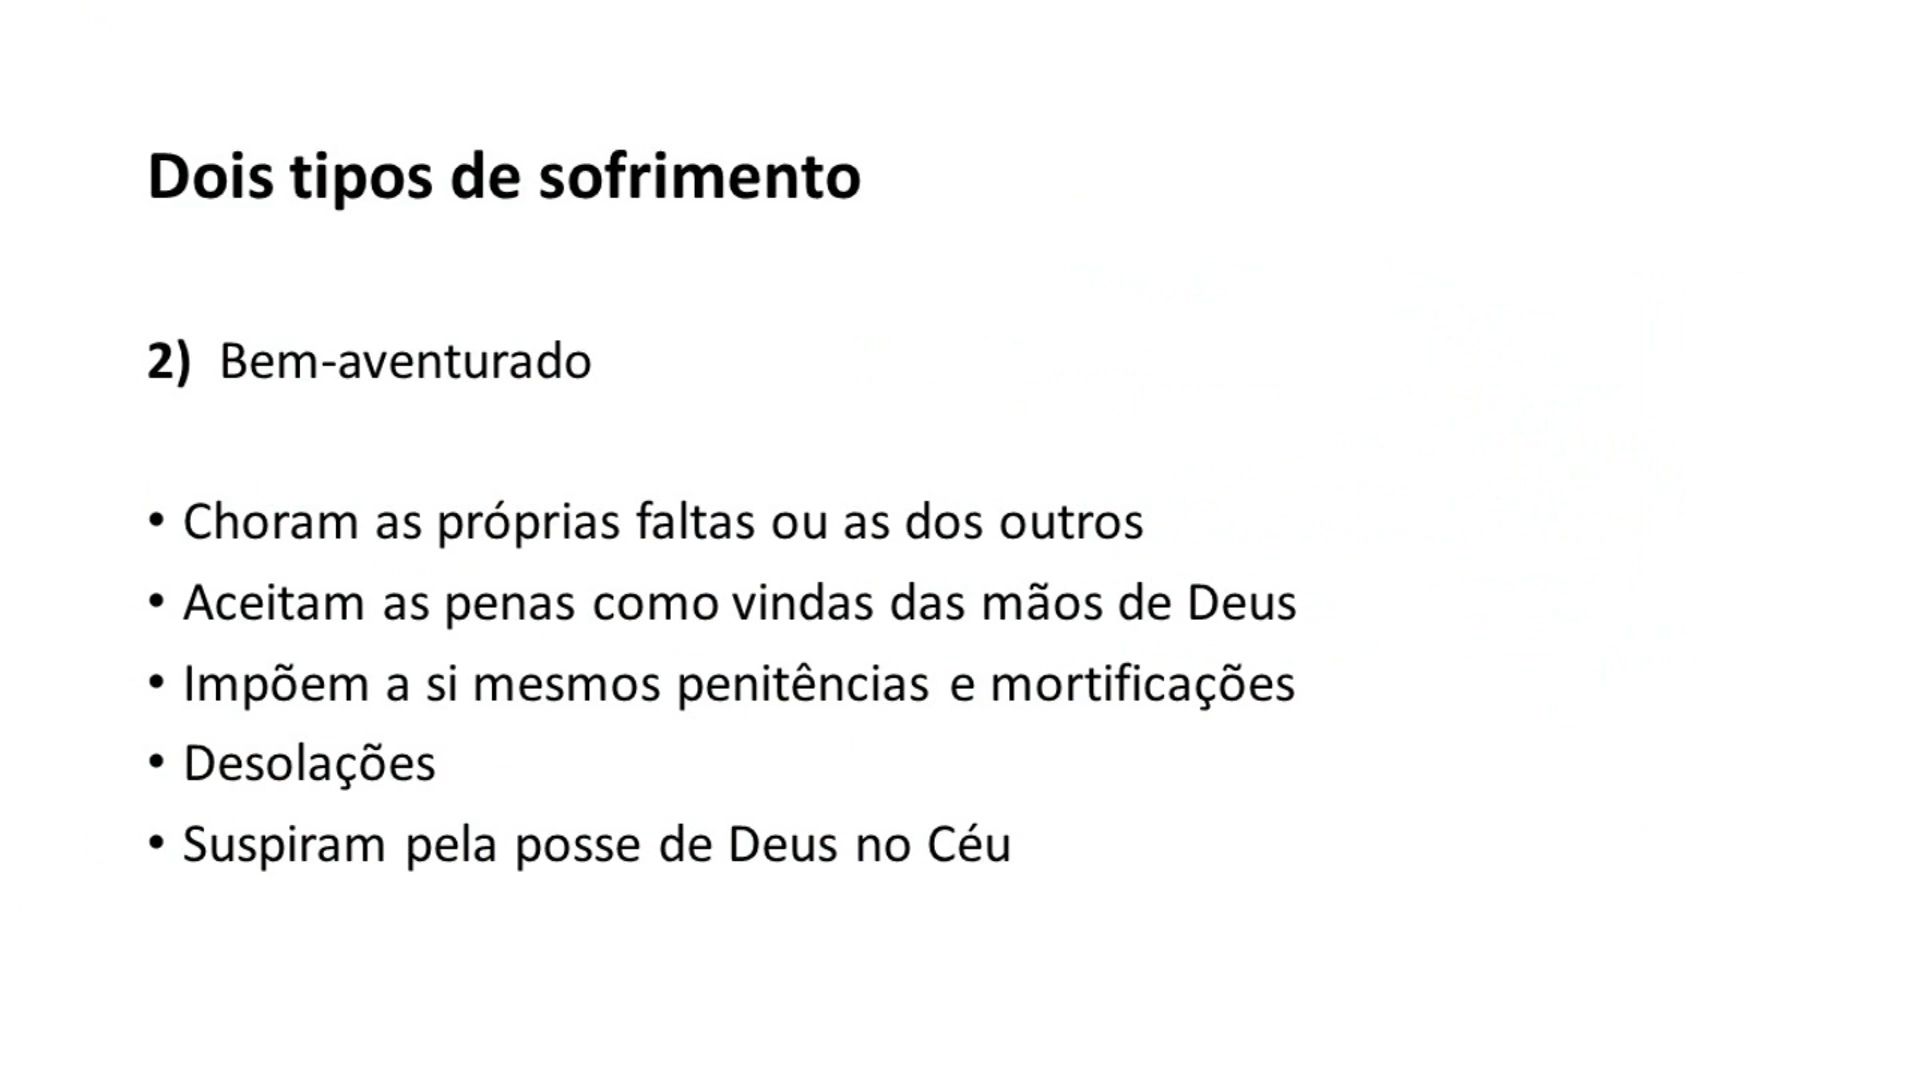 Dois tipos de sofrimento
2) Bem-aventurado
• Choram as próprias faltas ou as dos outros
• Aceitam as penas como vindas das mãos de Deus
• Impõem a si mesmos penitências e mortificações
• Desolações
• Suspiram pela posse de Deus no Céu